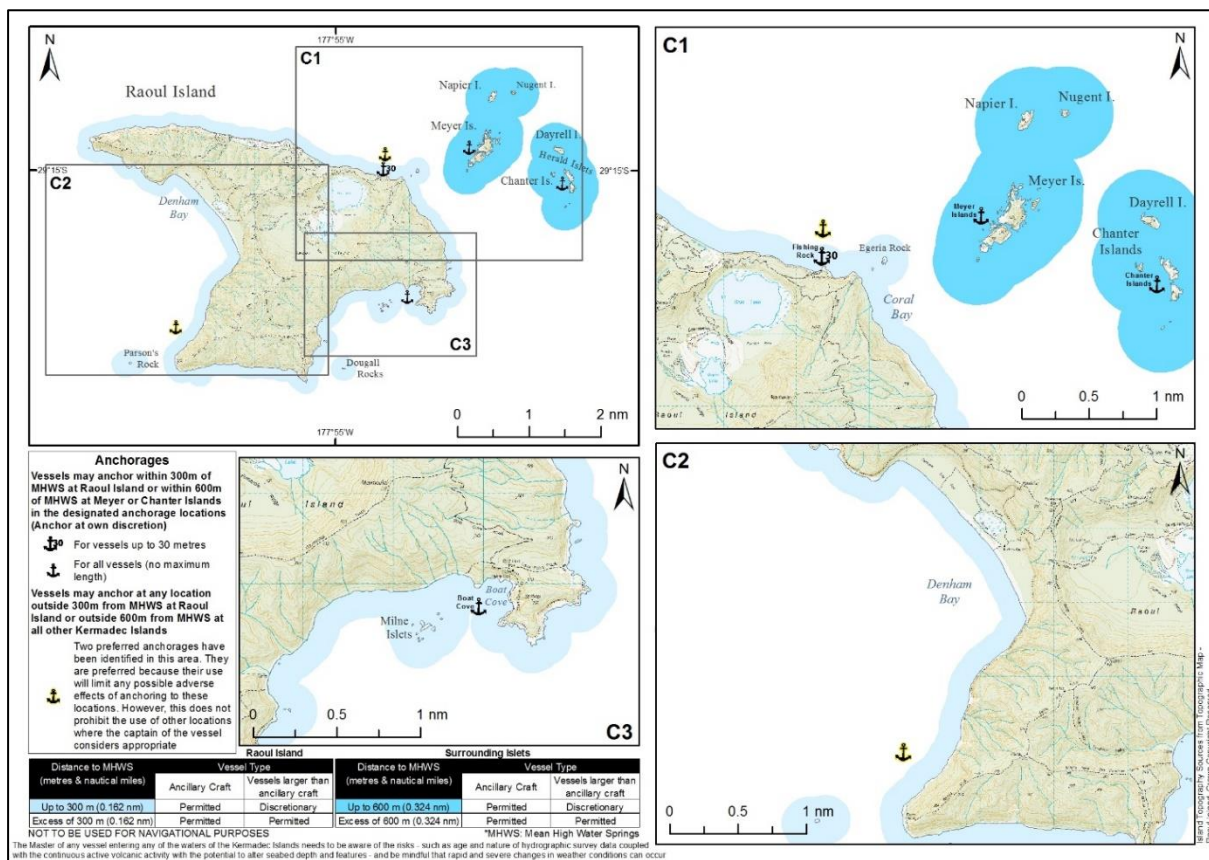 N
177°55'W
C1
Raoul Island
Napier I.
Nugent I.
Meyer Is.
Dayrell I.
Herald Islets
Chanter Is.
30
29°15'S
29°15'S
C2
Denham
Bay
C3
Parson's
Rock
Dougall
Rocks
0 1 2 nm
177°55'W
C1
N
Napier I.
Nugent I.
Meyer Is.
Meyer
Islands
Dayrell I.
Chanter
Islands
Chanter
Islands
Fishing
Rock
30
Egeria Rock
Coral
Bay
Raoul Island
0 0.5 1 nm
Anchorages
Vessels may anchor within 300m of
MHWS at Raoul Island or within 600m
of MHWS at Meyer or Chanter Islands
in the designated anchorage locations
(Anchor at own discretion)
30 For vessels up to 30 metres
For all vessels (no maximum
length)
Vessels may anchor at any location
outside 300m from MHWS at Raoul
Island or outside 600m from MHWS at
all other Kermadec Islands
Two preferred anchorages have
been identified in this area. They
are preferred because their use
will limit any possible adverse
effects of anchoring to these
locations. However, this does not
prohibit the use of other locations
where the captain of the vessel
considers appropriate
N
Island
Boat
Cove
Boat
Cove
Milne
Islets
0 0.5 1 nm
C3
C2
N
Denham
Bay
Raoul
0 0.5 1 nm
Raoul Island
Distance to MHWS
(metres & nautical miles)
Vessel Type
Ancillary Craft
Vessels larger than
ancillary craft
Up to 300 m (0.162 nm) Permitted Discretionary
Excess of 300 m (0.162 nm) Permitted Permitted
Surrounding Islets
Distance to MHWS
(metres & nautical miles)
Vessel Type
Ancillary Craft
Vessels larger than
ancillary craft
Up to 600 m (0.324 nm) Permitted Discretionary
Excess of 600 m (0.324 nm) Permitted Permitted
NOT TO BE USED FOR NAVIGATIONAL PURPOSES
*MHWS: Mean High Water Springs
The Master of any vessel entering any of the waters of the Kermadec Islands needs to be aware of the risks - such as age and nature of hydrographic survey data coupled
with the continuous active volcanic activity with the potential to alter seabed depth and features - and be mindful that rapid and severe changes in weather conditions can occur
Island Topography Sources from Topographic Map -